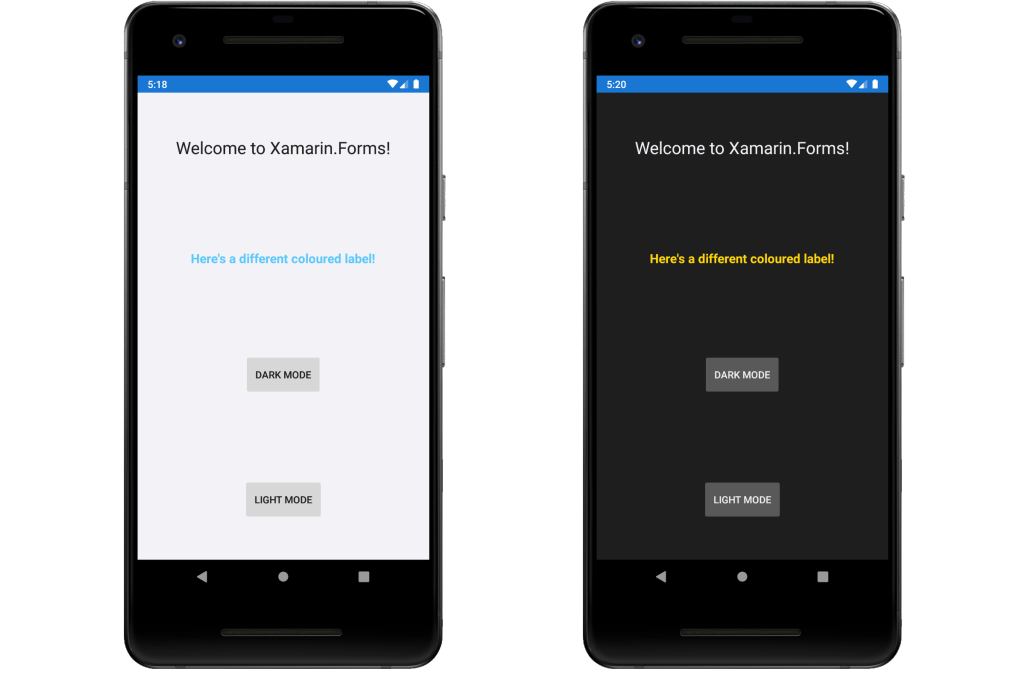 5:18
Welcome to Xamarin.Forms!
Here's a different coloured label!
DARK MODE
LIGHT MODE
5:20
Welcome to Xamarin.Forms!
Here's a different coloured label!
DARK MODE
LIGHT MODE